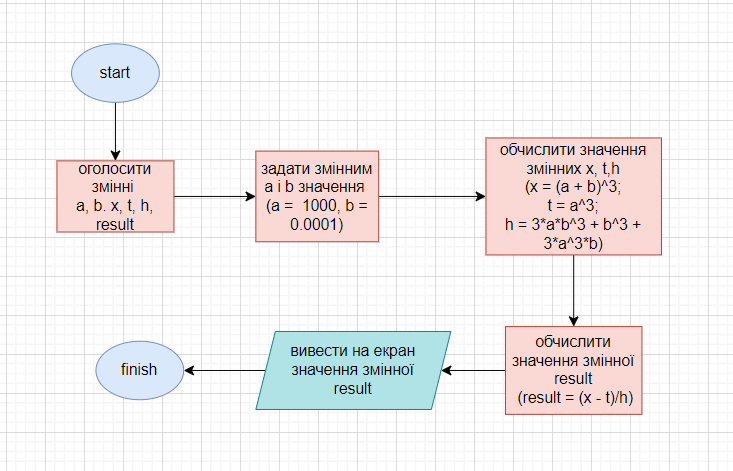 start
оголосити
змінні
a, b. x, t, h,
result
задати змінним
a і b значення
(a =  1000, b =
0.0001)
обчислити значення
змінних x, t,h
(x = (a + b)^3;
t = a^3;
h = 3*a*b^3 + b^3 +
3*a^3*b)
обчислити
значення змінної
result
(result = (x - t)/h)
вивести на екран
значення змінної
result
finish